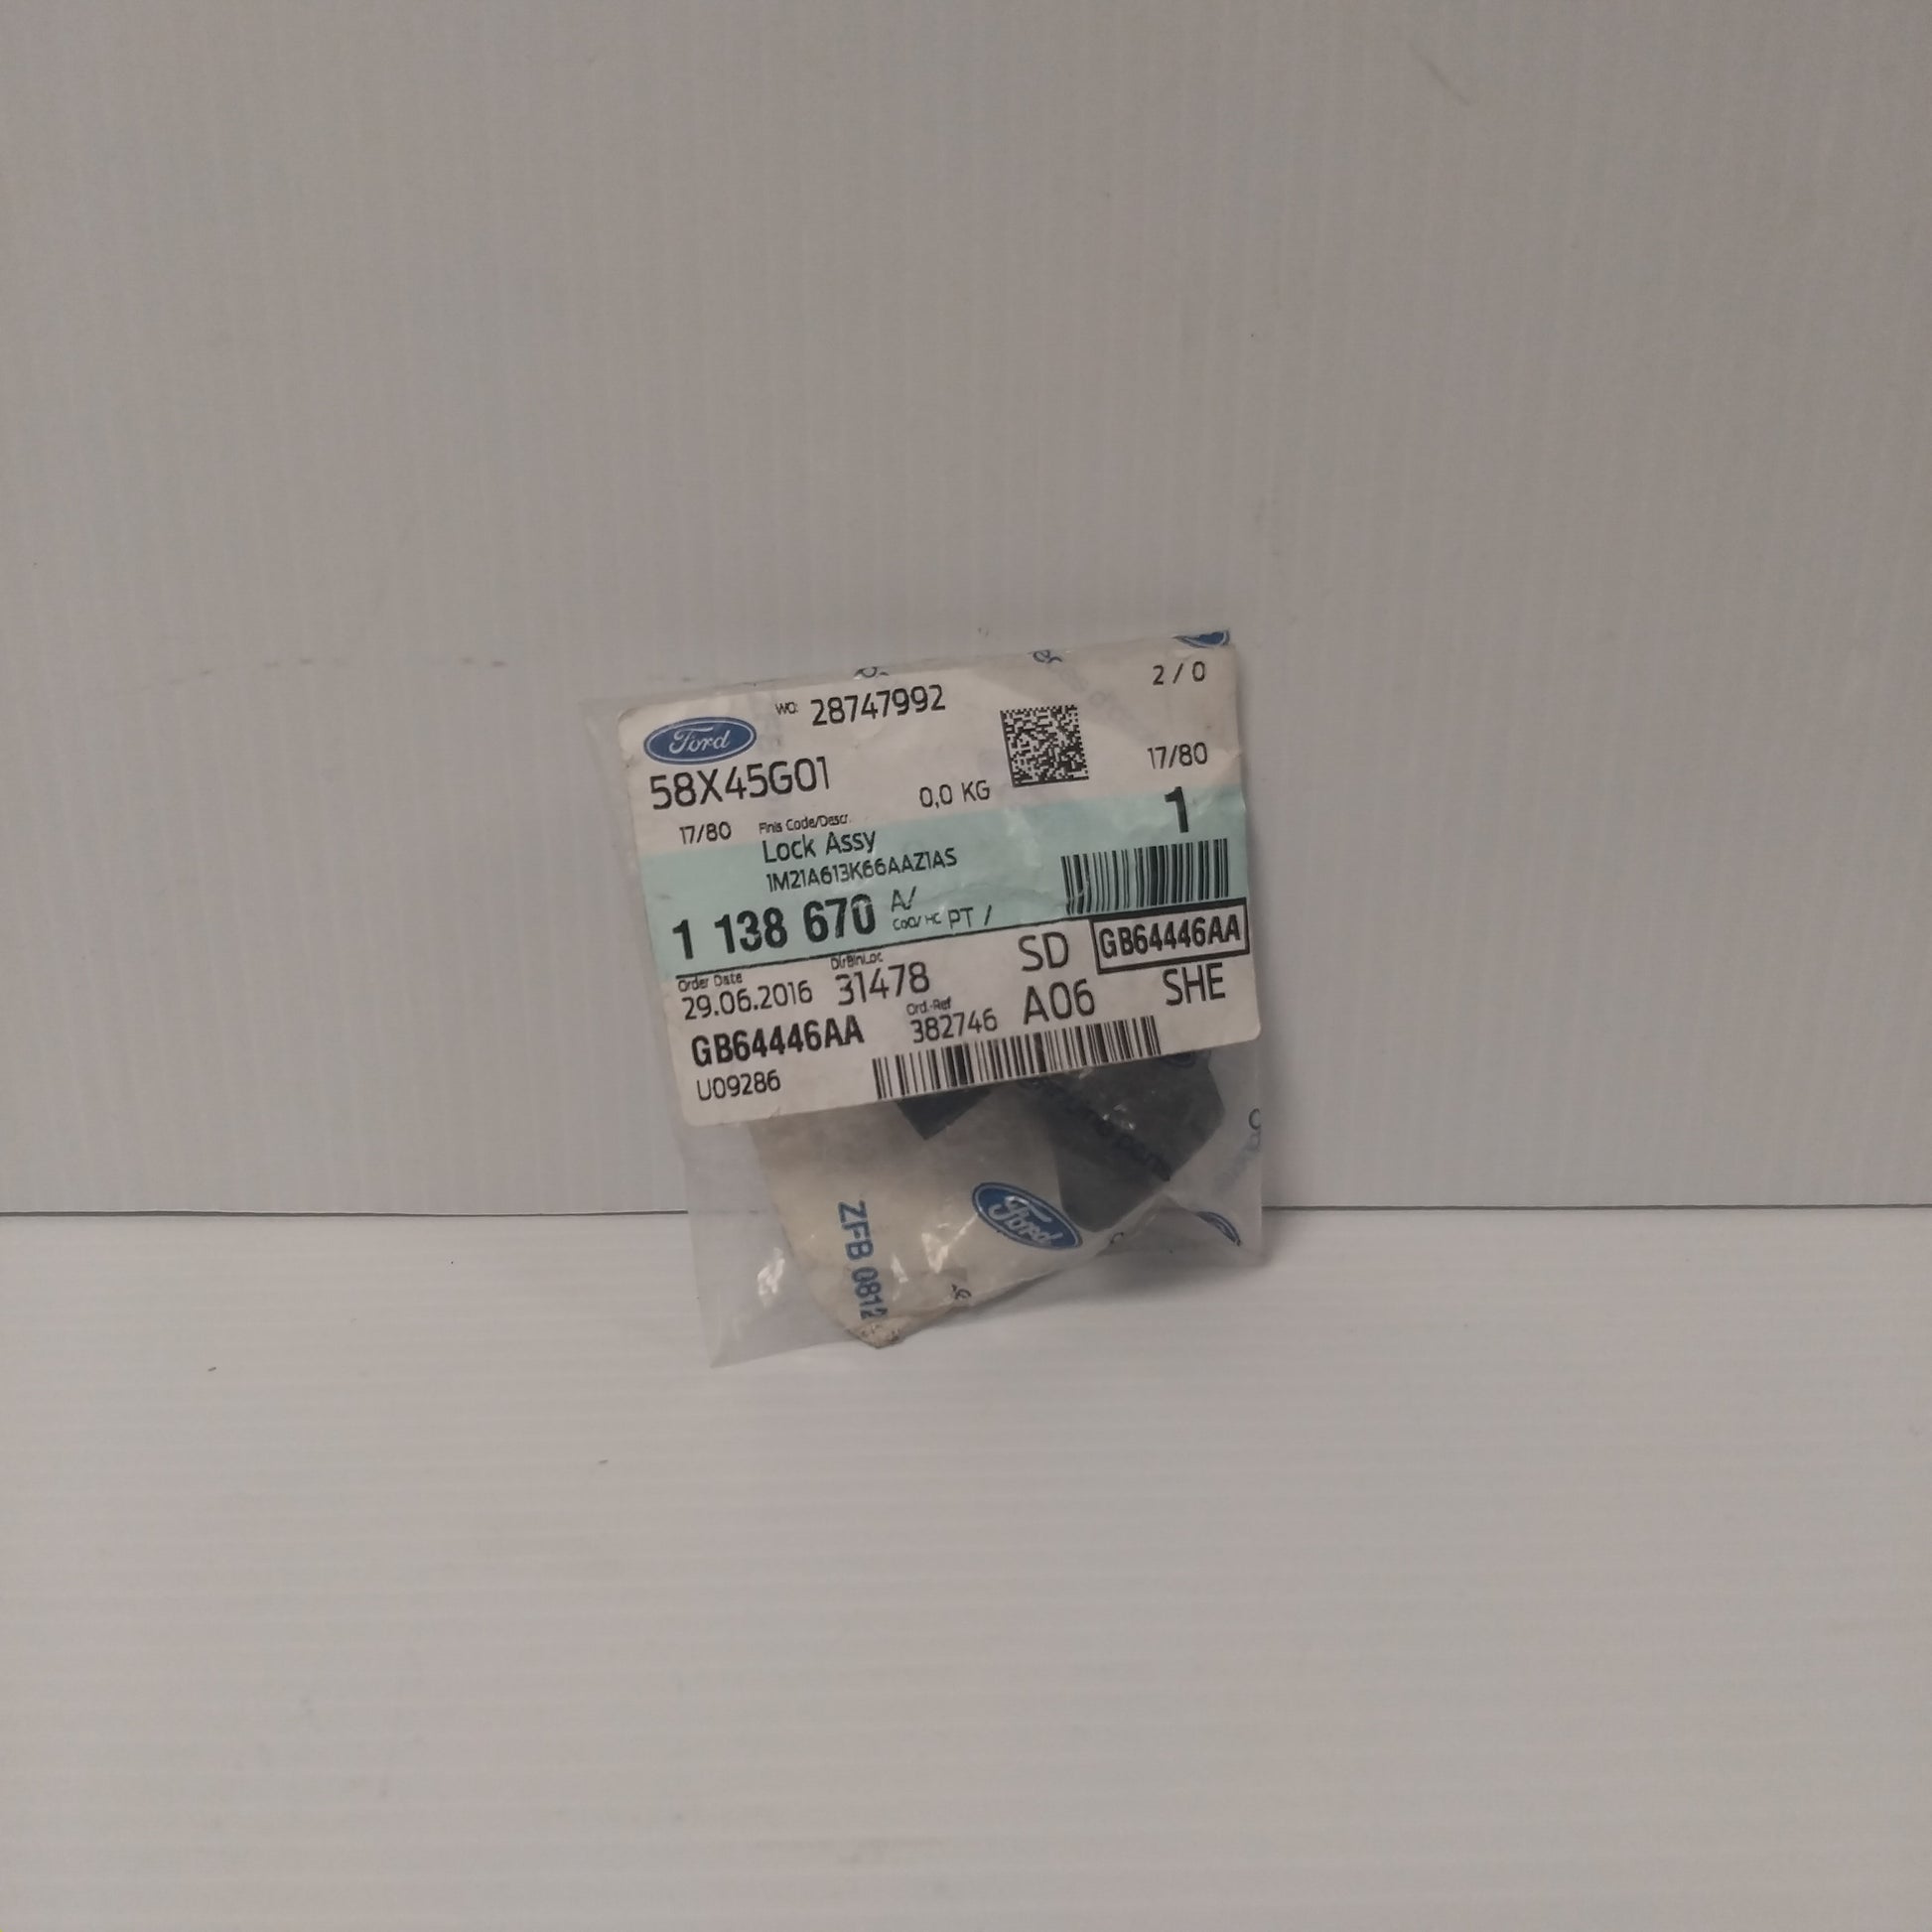 2 / 0
WO: 28747992
Ford
58X45G01
0,0 KG
17/80
17/80 Finis Code/Descr.
1
Lock Assy
1M21A613K66AAZ1AS
1 138 670 A/
CoO/ HC PT /
Order Date
29.06.2016
DlrBinLoc
31478
SD
GB64446AA
GB64446AA
Ord.-Ref
382746
A06
SHE
U09286
Ford
ZFB 0812